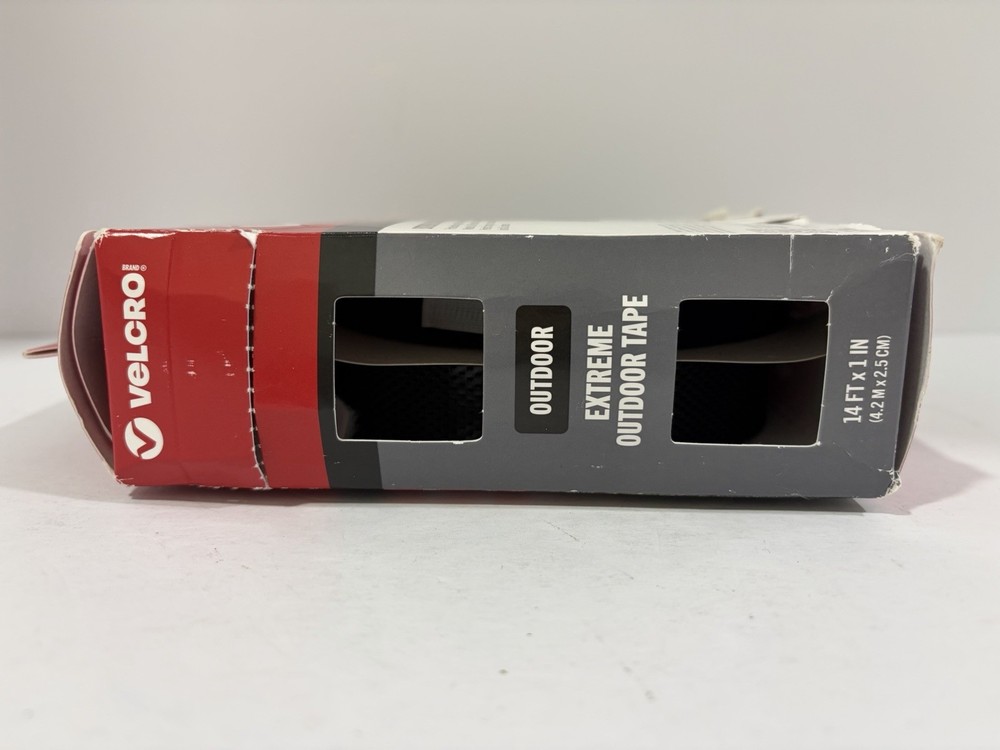 VELCRO®
BRAND
OUTDOOR
EXTREME
OUTDOOR TAPE
14 FT x 1 IN
(4.2 M x 2.5 CM)